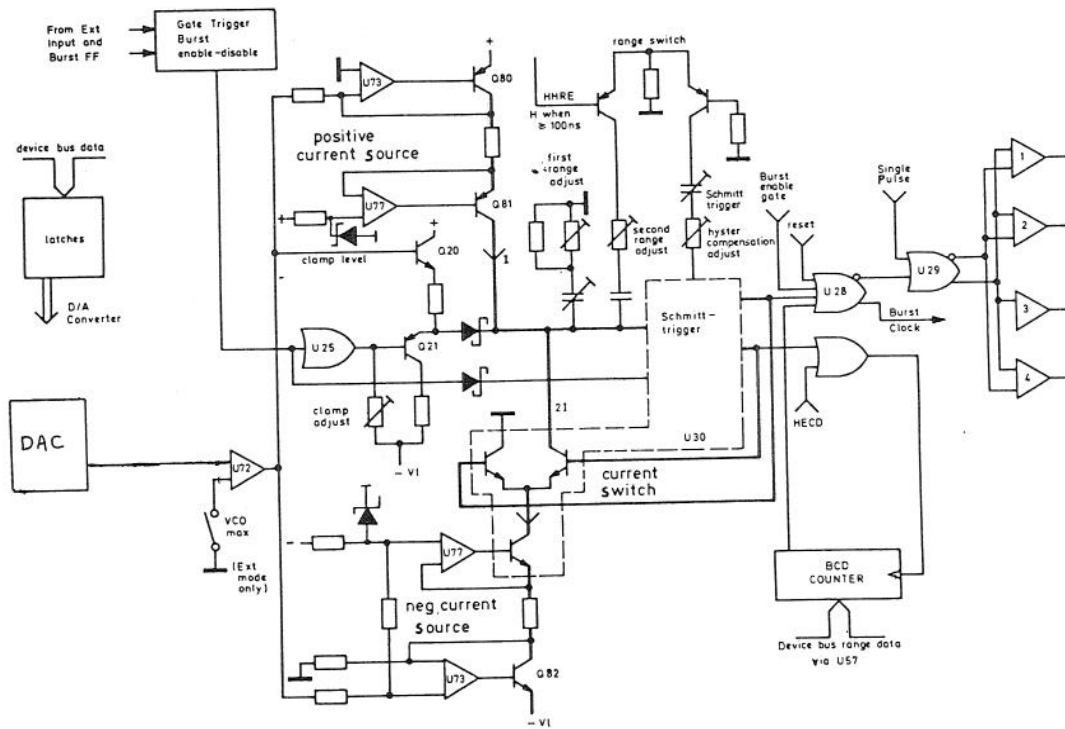 From Ext
Input and
Burst FF
Gate Trigger
Burst
enable-disable
device bus data
latches
D/A
Converter
DAC
U72
VCO
max
(Ext
mode
only)
U73
Q80
positive
current source
U77
Q81
+
+
+
-
clamp level
Q20
I
U25
Q21
clamp
adjust
- VI
range switch
HHRE
H when
≥ 100ns
first
range
adjust
second
range
adjust
Schmitt
trigger
hyster
compensation
adjust
Schmitt-
trigger
2I
U30
current
switch
U77
neg. current
source
U73
Q82
- VI
Burst
enable
gate
reset
Single
Pulse
U28
U29
Burst
Clock
HECD
BCD
COUNTER
Device bus range data
via U57
1
2
3
4